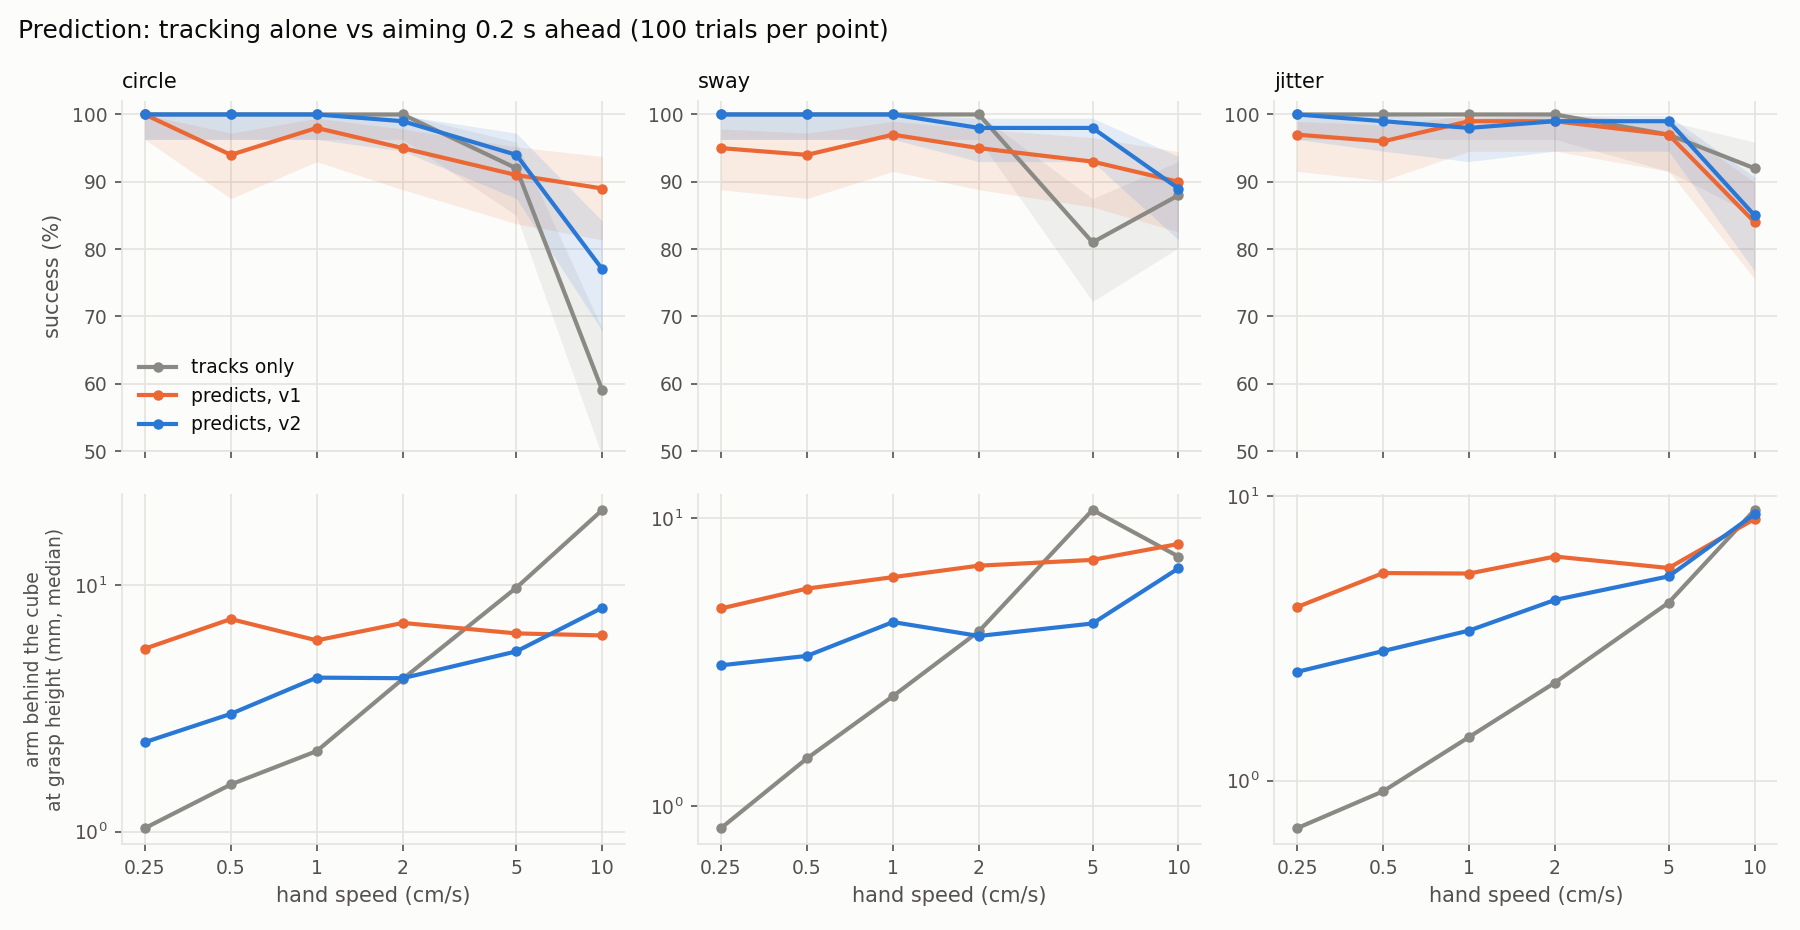 Prediction: tracking alone vs aiming 0.2 s ahead (100 trials per point)
circle
sway
jitter
success (%)
100
90
80
70
60
50
tracks only
predicts, v1
predicts, v2
100
90
80
70
60
50
100
90
80
70
60
50
arm behind the cube
at grasp height (mm, median)
10¹
10⁰
0.25 0.5 1 2 5 10
hand speed (cm/s)
10¹
10⁰
0.25 0.5 1 2 5 10
hand speed (cm/s)
10¹
10⁰
0.25 0.5 1 2 5 10
hand speed (cm/s)